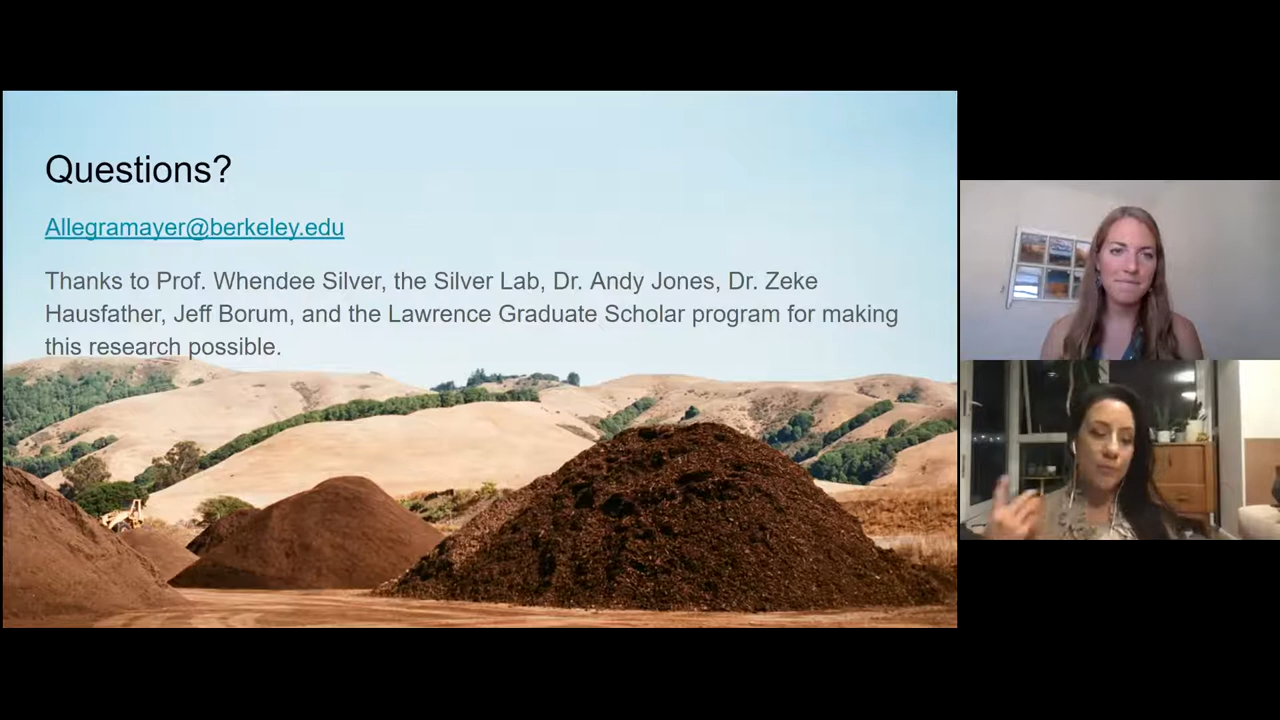 Questions?
Allegramayer@berkeley.edu
Thanks to Prof. Whendee Silver, the Silver Lab, Dr. Andy Jones, Dr. Zeke
Hausfather, Jeff Borum, and the Lawrence Graduate Scholar program for making
this research possible.